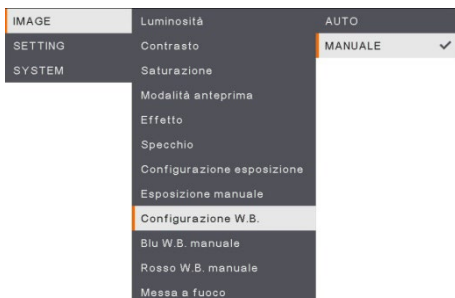 IMAGE
SETTING
SYSTEM
Luminosità
Contrasto
Saturazione
Modalità anteprima
Effetto
Specchio
Configurazione esposizione
Esposizione manuale
Configurazione W.B.
Blu W.B. manuale
Rosso W.B. manuale
Messa a fuoco
AUTO
MANUALE